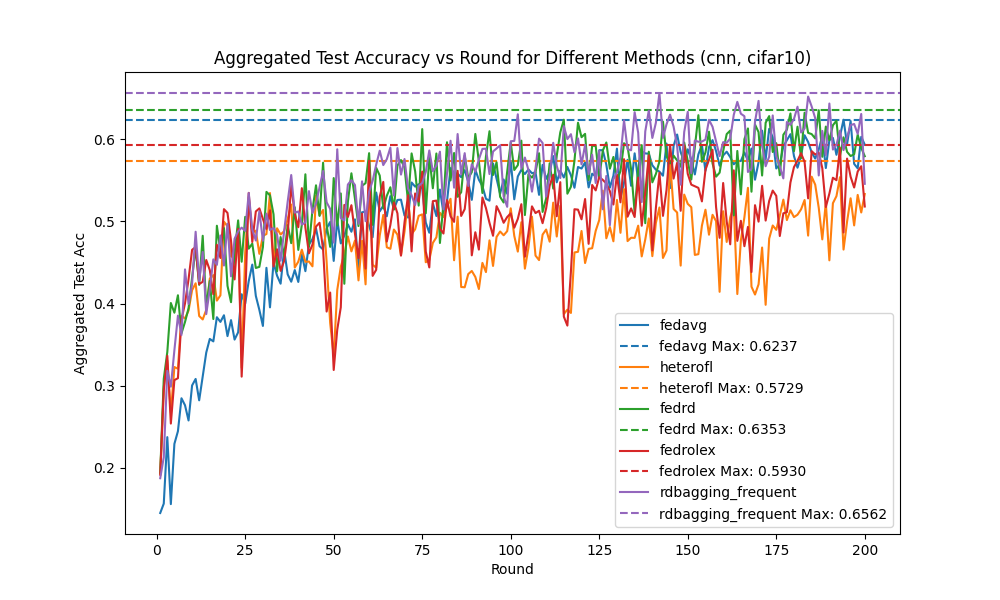 Aggregated Test Accuracy vs Round for Different Methods (cnn, cifar10)
Aggregated Test Acc
0.6
0.5
0.4
0.3
0.2
fedavg
fedavg Max: 0.6237
heterofl
heterofl Max: 0.5729
fedrd
fedrd Max: 0.6353
fedrolex
fedrolex Max: 0.5930
rdbagging_frequent
rdbagging_frequent Max: 0.6562
0 25 50 75 100 125 150 175 200
Round